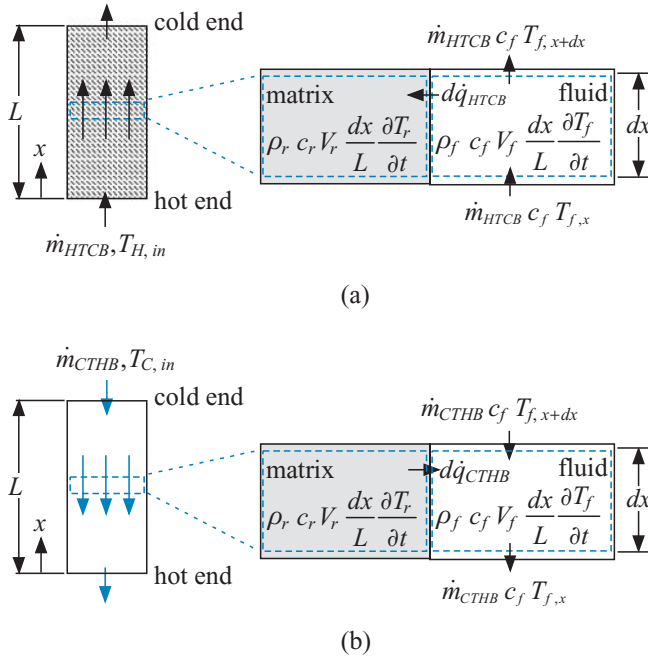 cold end
ṁ_HTCB c_f T_f, x+dx
matrix
dq̇_HTCB
fluid
L
ρ_r c_r V_r dx/L ∂T_r/∂t
ρ_f c_f V_f dx/L ∂T_f/∂t
dx
x
hot end
ṁ_HTCB c_f T_f,x
ṁ_HTCB, T_H, in
(a)
ṁ_CTHB, T_C, in
cold end
ṁ_CTHB c_f T_f, x+dx
matrix
dq̇_CTHB
fluid
L
ρ_r c_r V_r dx/L ∂T_r/∂t
ρ_f c_f V_f dx/L ∂T_f/∂t
dx
x
hot end
ṁ_CTHB c_f T_f,x
(b)